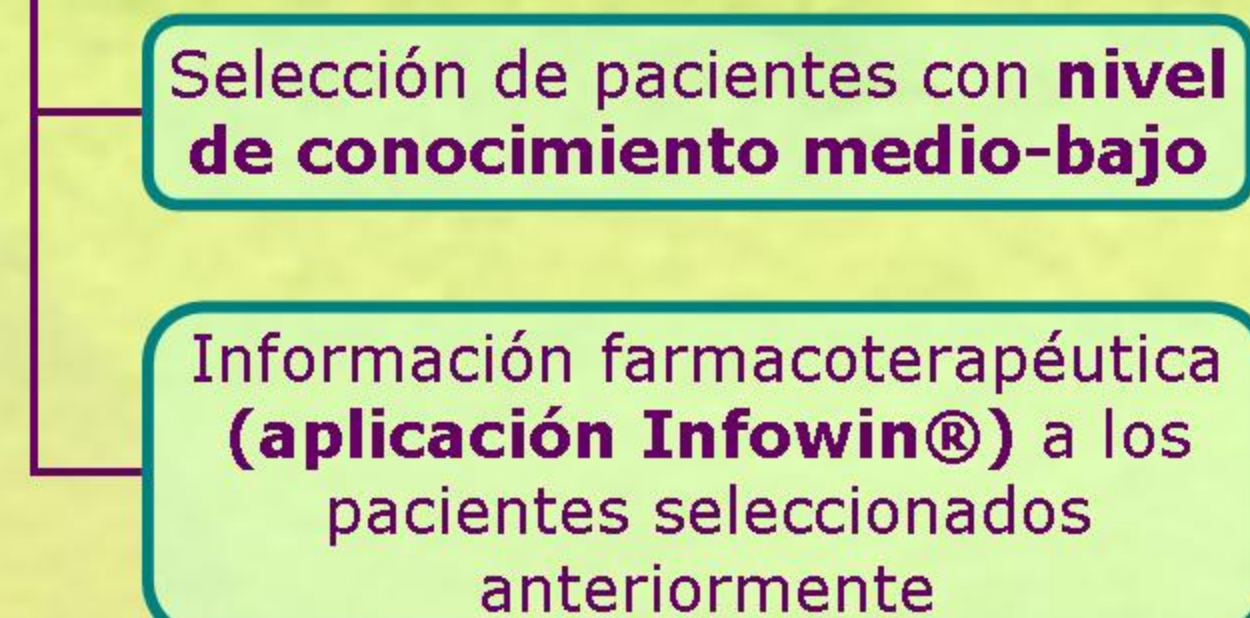 Selección de pacientes con nivel
de conocimiento medio-bajo
Información farmacoterapéutica
(aplicación Infowin®) a los
pacientes seleccionados
anteriormente